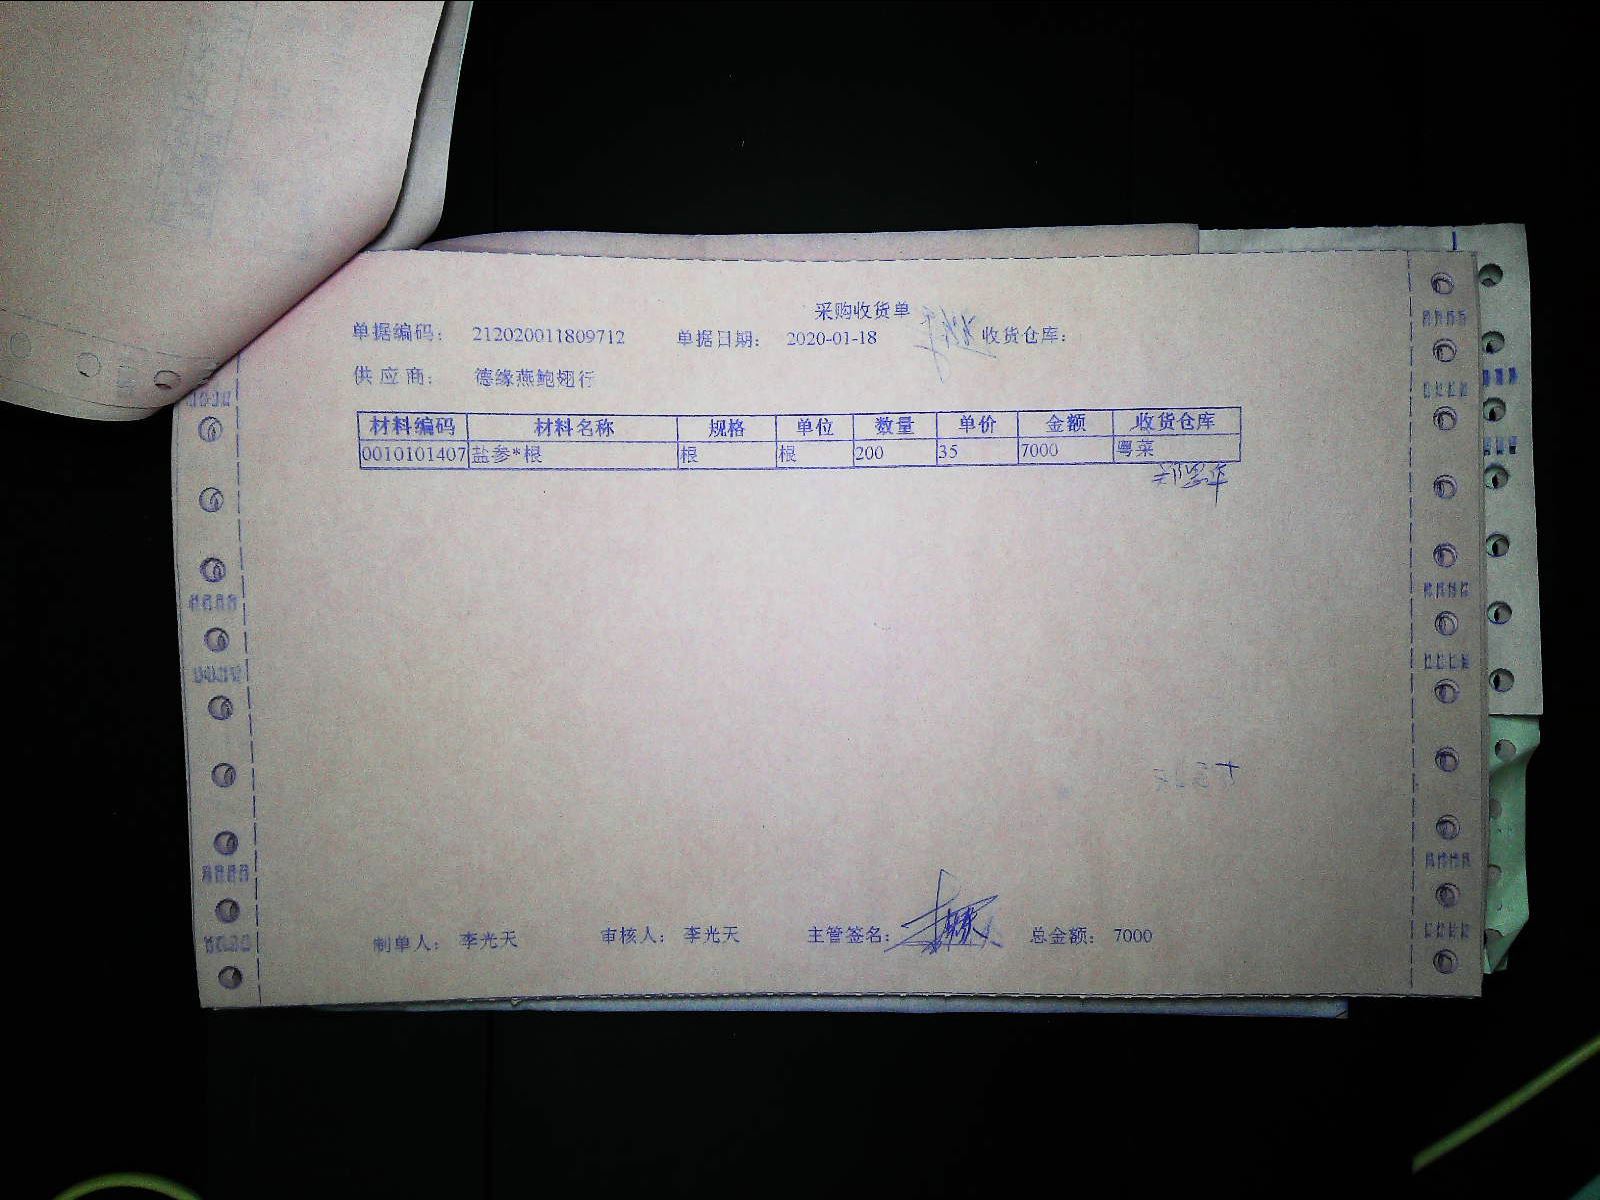 采购收货单
单据编码: 212020011809712 单据日期: 2020-01-18 收货仓库:
供应商: 德缘燕鲍翅行
材料编码 材料名称 规格 单位 数量 单价 金额 收货仓库
0010101407 盐参*根 根 根 200 35 7000 粤菜
制单人: 李光天 审核人: 李光天 主管签名: 总金额: 7000